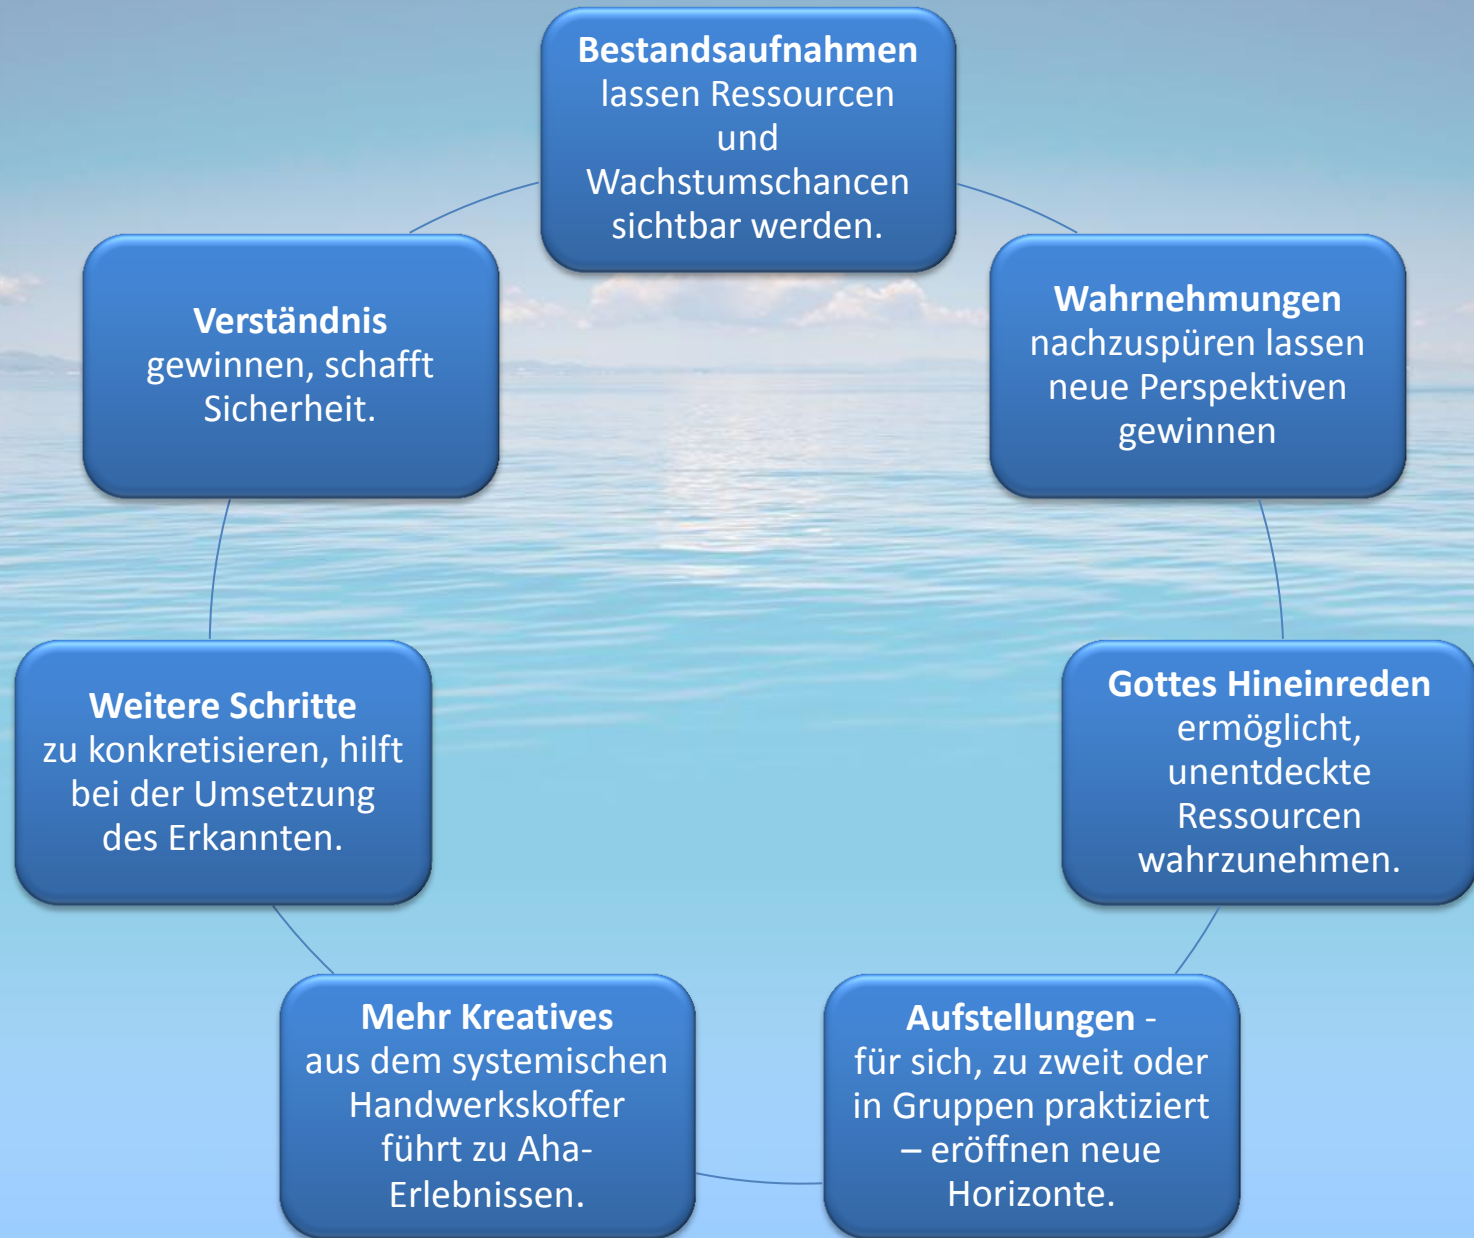 Bestandsaufnahmen
lassen Ressourcen
und
Wachstumschancen
sichtbar werden.
Wahrnehmungen
nachzuspüren lassen
neue Perspektiven
gewinnen
Gottes Hineinreden
ermöglicht,
unentdeckte
Ressourcen
wahrzunehmen.
Aufstellungen -
für sich, zu zweit oder
in Gruppen praktiziert
– eröffnen neue
Horizonte.
Mehr Kreatives
aus dem systemischen
Handwerkskoffer
führt zu Aha-
Erlebnissen.
Weitere Schritte
zu konkretisieren, hilft
bei der Umsetzung
des Erkannten.
Verständnis
gewinnen, schafft
Sicherheit.